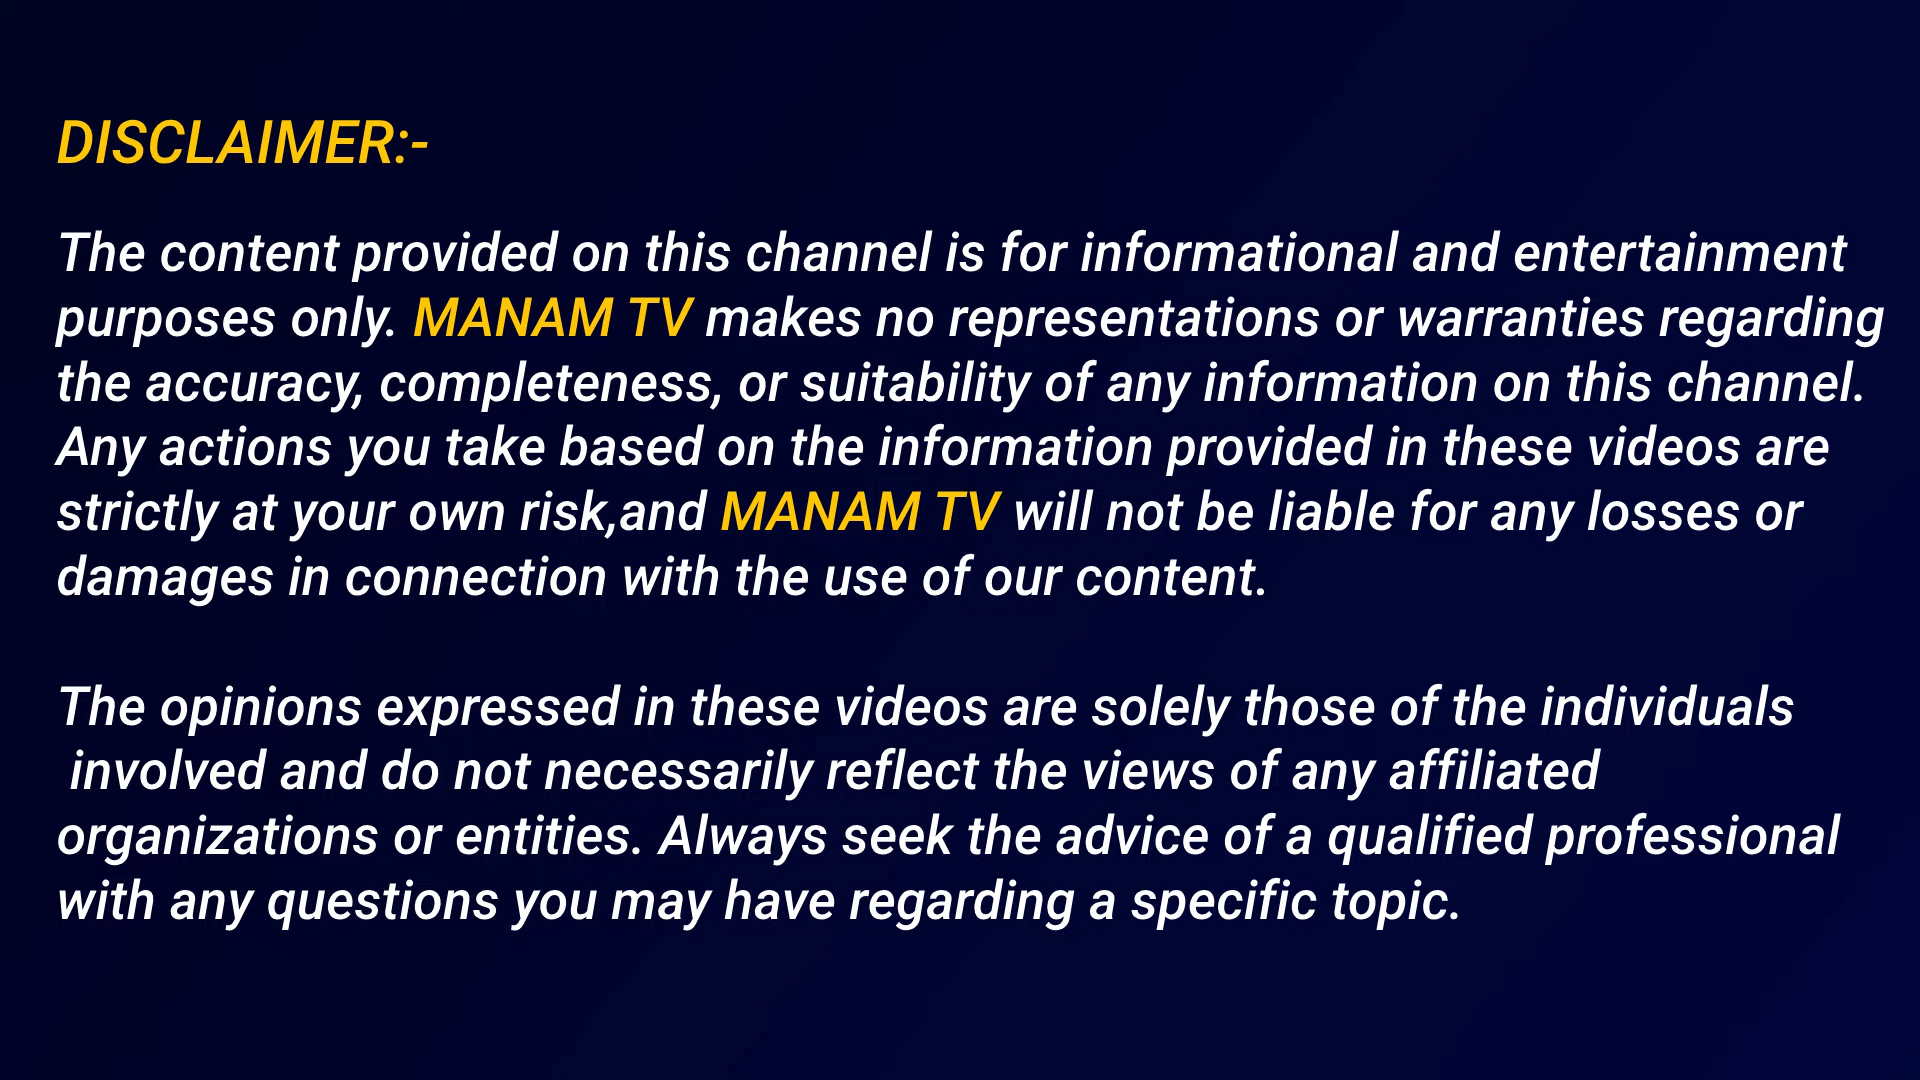 DISCLAIMER:-
The content provided on this channel is for informational and entertainment
purposes only. MANAM TV makes no representations or warranties regarding
the accuracy, completeness, or suitability of any information on this channel.
Any actions you take based on the information provided in these videos are
strictly at your own risk,and MANAM TV will not be liable for any losses or
damages in connection with the use of our content.
The opinions expressed in these videos are solely those of the individuals
involved and do not necessarily reflect the views of any affiliated
organizations or entities. Always seek the advice of a qualified professional
with any questions you may have regarding a specific topic.